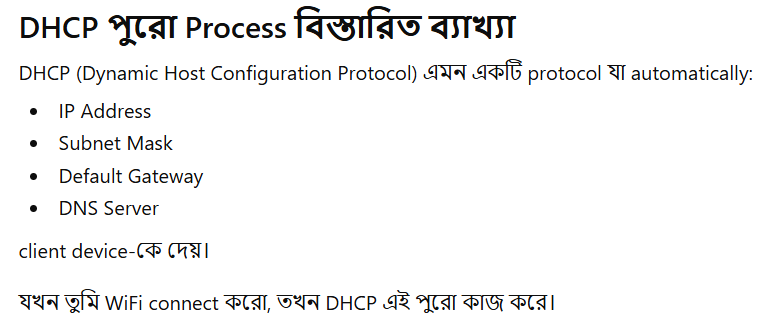 DHCP পুরো Process বিস্তারিত ব্যাখ্যা
DHCP (Dynamic Host Configuration Protocol) এমন একটি protocol যা automatically:
• IP Address
• Subnet Mask
• Default Gateway
• DNS Server
client device-কে দেয়।
যখন তুমি WiFi connect করো, তখন DHCP এই পুরো কাজ করে।